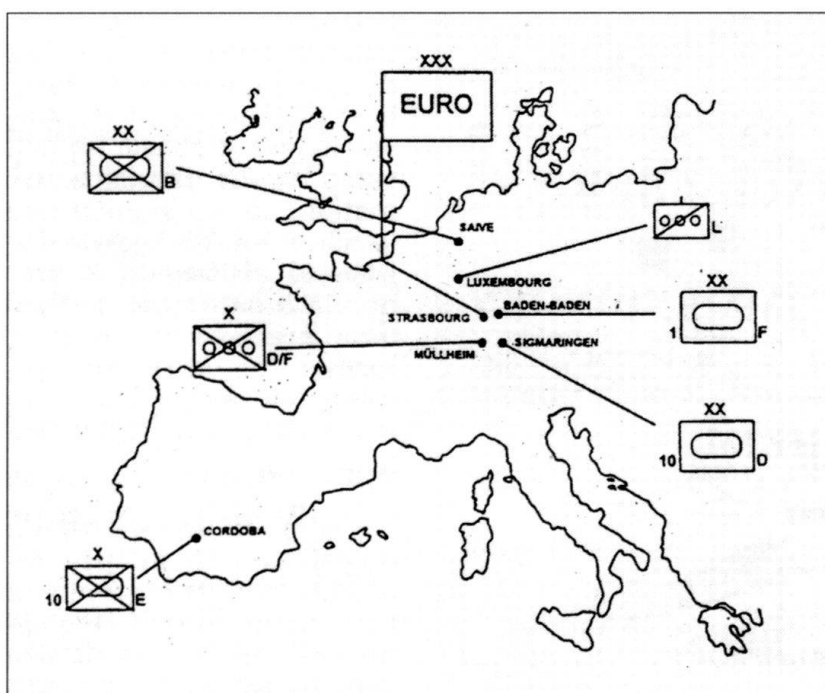 XXX
EURO
XX
B
SAIVE
I
L
LUXEMBOURG
BADEN-BADEN
XX
1 F
STRASBOURG
X
D/F
MÜLLHEIM
SIGMARINGEN
XX
10 D
CORDOBA
X
10 E